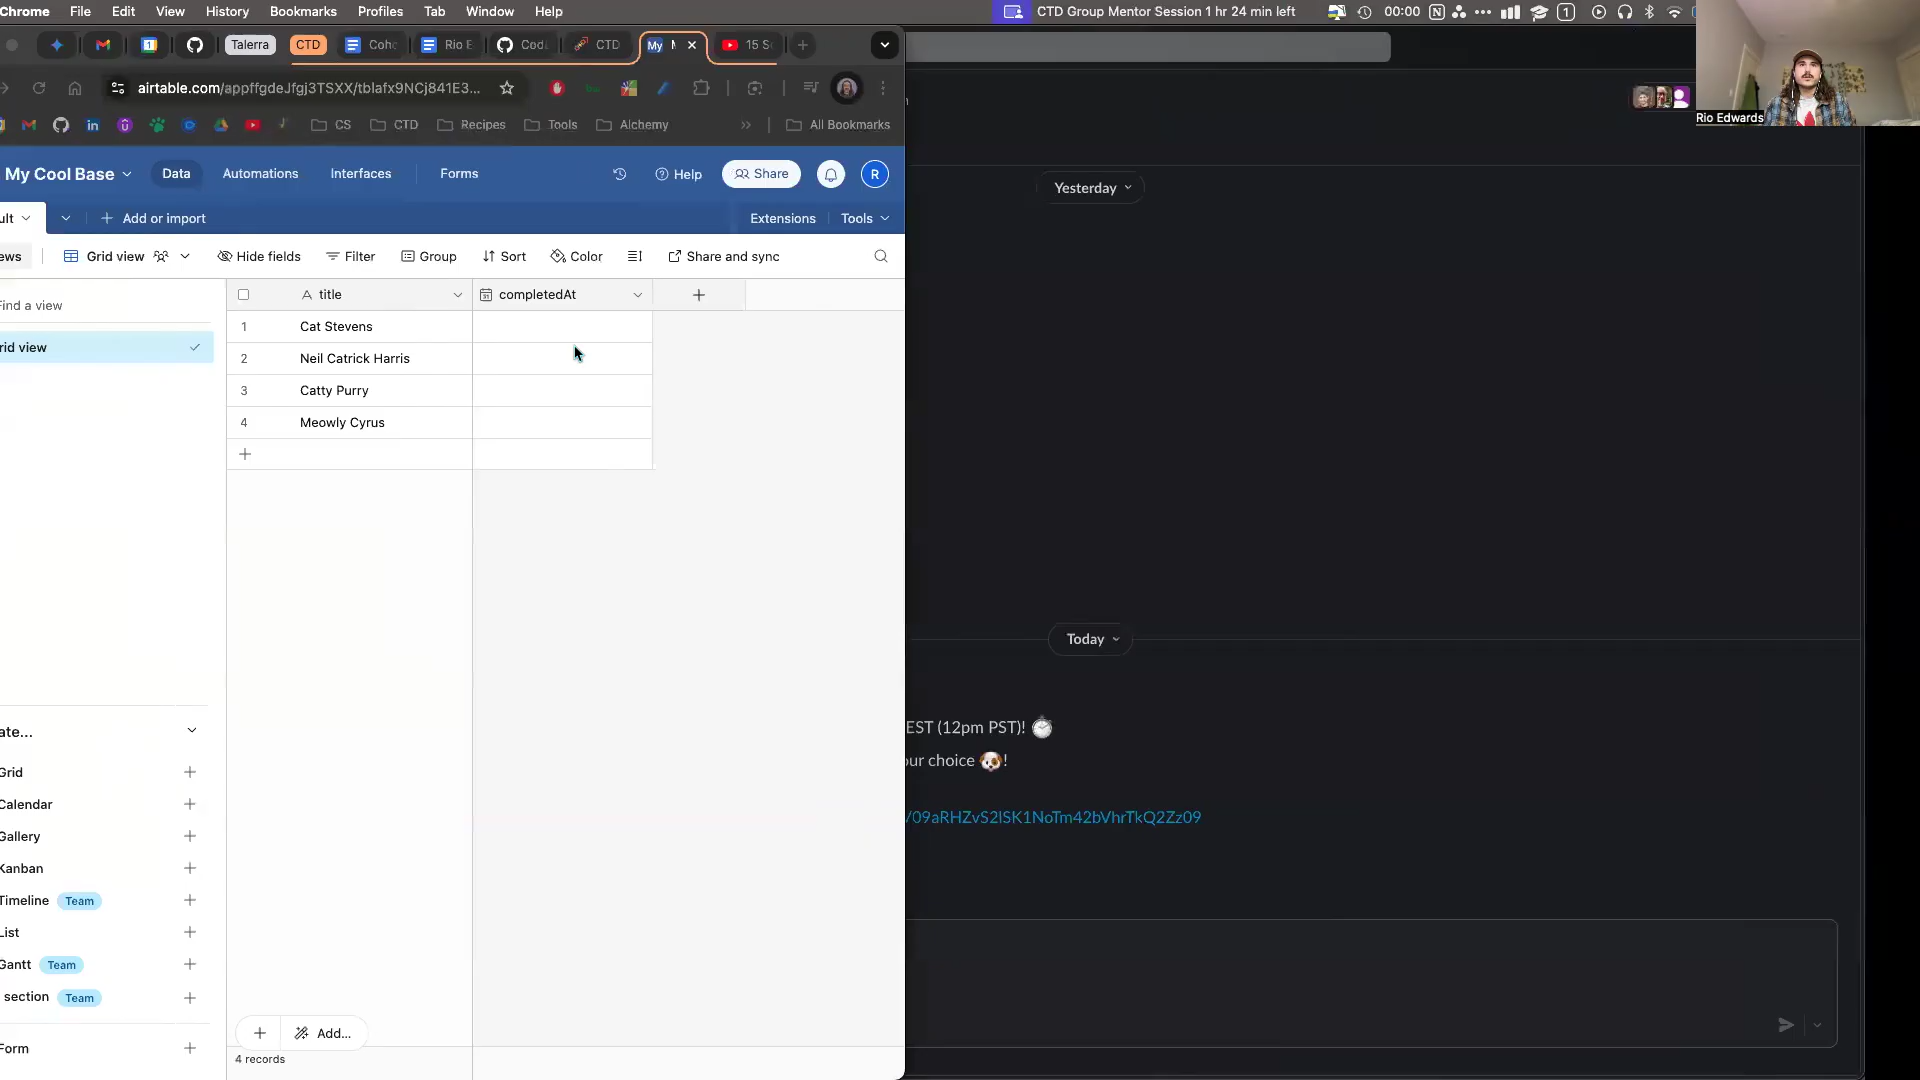 Chrome File Edit View History Bookmarks Profiles Tab Window Help
CTD Group Mentor Session 1 hr 24 min left 00:00 1
Talerra CTD Coho Rio E Codi CTD My 15 S
airtable.com/appffgdeJfgj3TSXX/tblafx9NCj841E3...
CS CTD Recipes Tools Alchemy » All Bookmarks
Rio Edwards
My Cool Base Data Automations Interfaces Forms Help Share R
ult Add or import Extensions Tools
ews Grid view Hide fields Filter Group Sort Color Share and sync
Find a view
rid view
title completedAt
1 Cat Stevens
2 Neil Catrick Harris
3 Catty Purry
4 Meowly Cyrus
ate...
Grid
Calendar
Gallery
Kanban
Timeline Team
List
Gantt Team
section Team
Form
Add...
4 records
Yesterday
Today
EST (12pm PST)!
our choice !
/09aRHZvS2lSK1NoTm42bVhrTkQ2Zz09